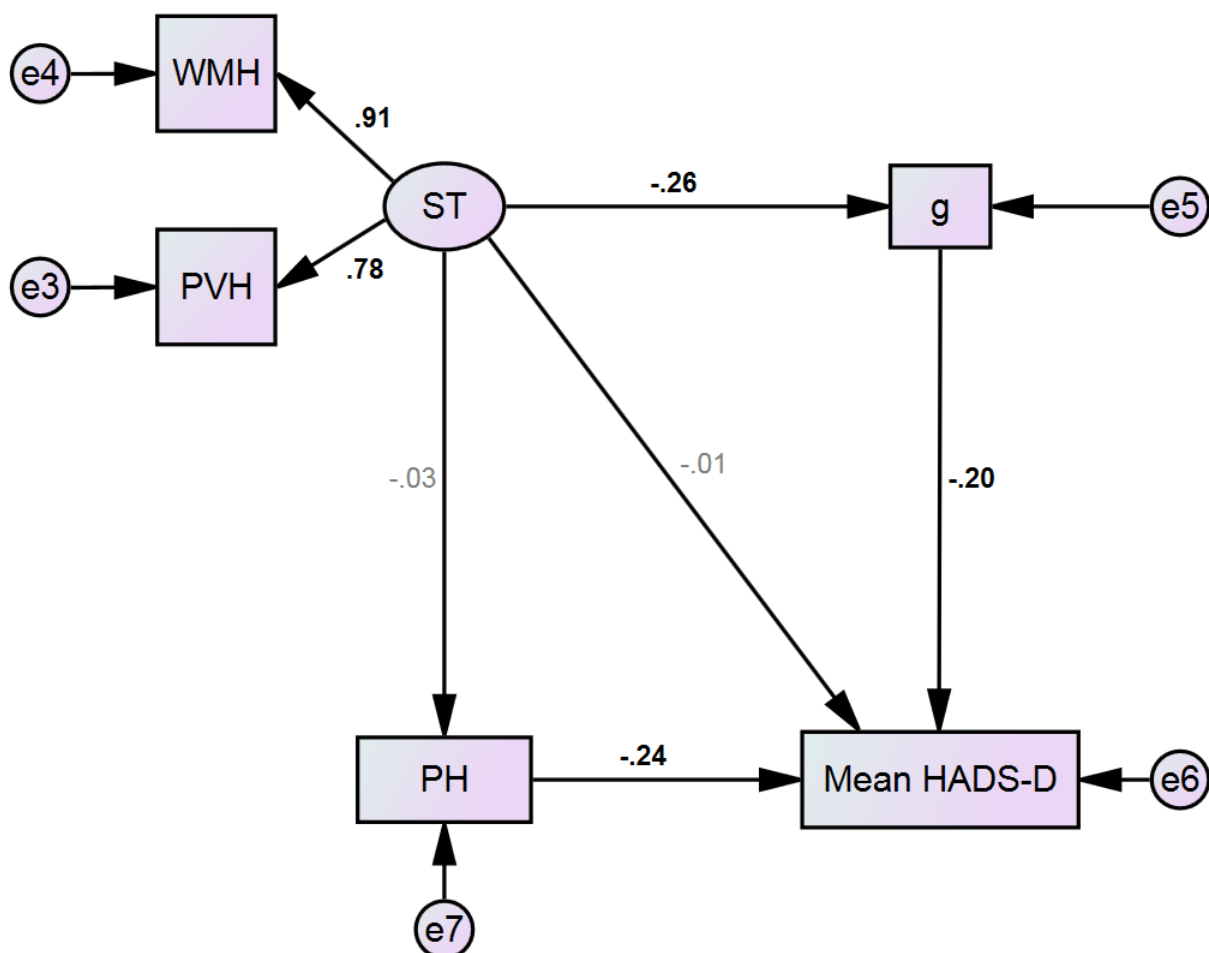 e4
WMH
.91
ST
-.26
g
e5
e3
PVH
.78
-.03
-.01
-.20
PH
-.24
Mean HADS-D
e6
e7